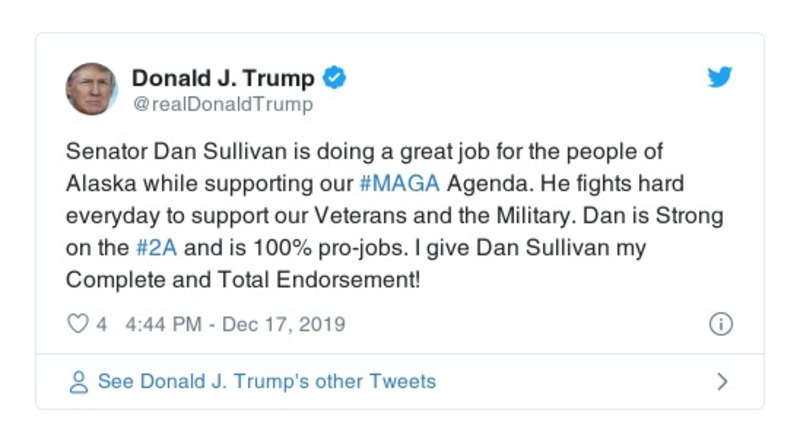 Donald J. Trump
@realDonaldTrump
Senator Dan Sullivan is doing a great job for the people of
Alaska while supporting our #MAGA Agenda. He fights hard
everyday to support our Veterans and the Military. Dan is Strong
on the #2A and is 100% pro-jobs. I give Dan Sullivan my
Complete and Total Endorsement!
4 4:44 PM - Dec 17, 2019
See Donald J. Trump's other Tweets